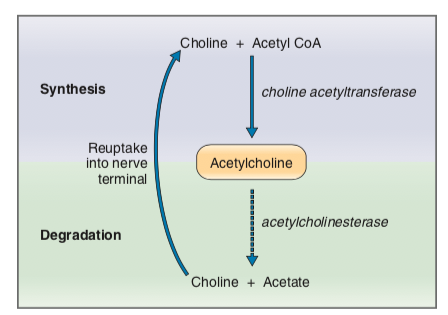 Choline + Acetyl CoA
Synthesis
choline acetyltransferase
Reuptake
into nerve
terminal
Acetylcholine
acetylcholinesterase
Degradation
Choline + Acetate